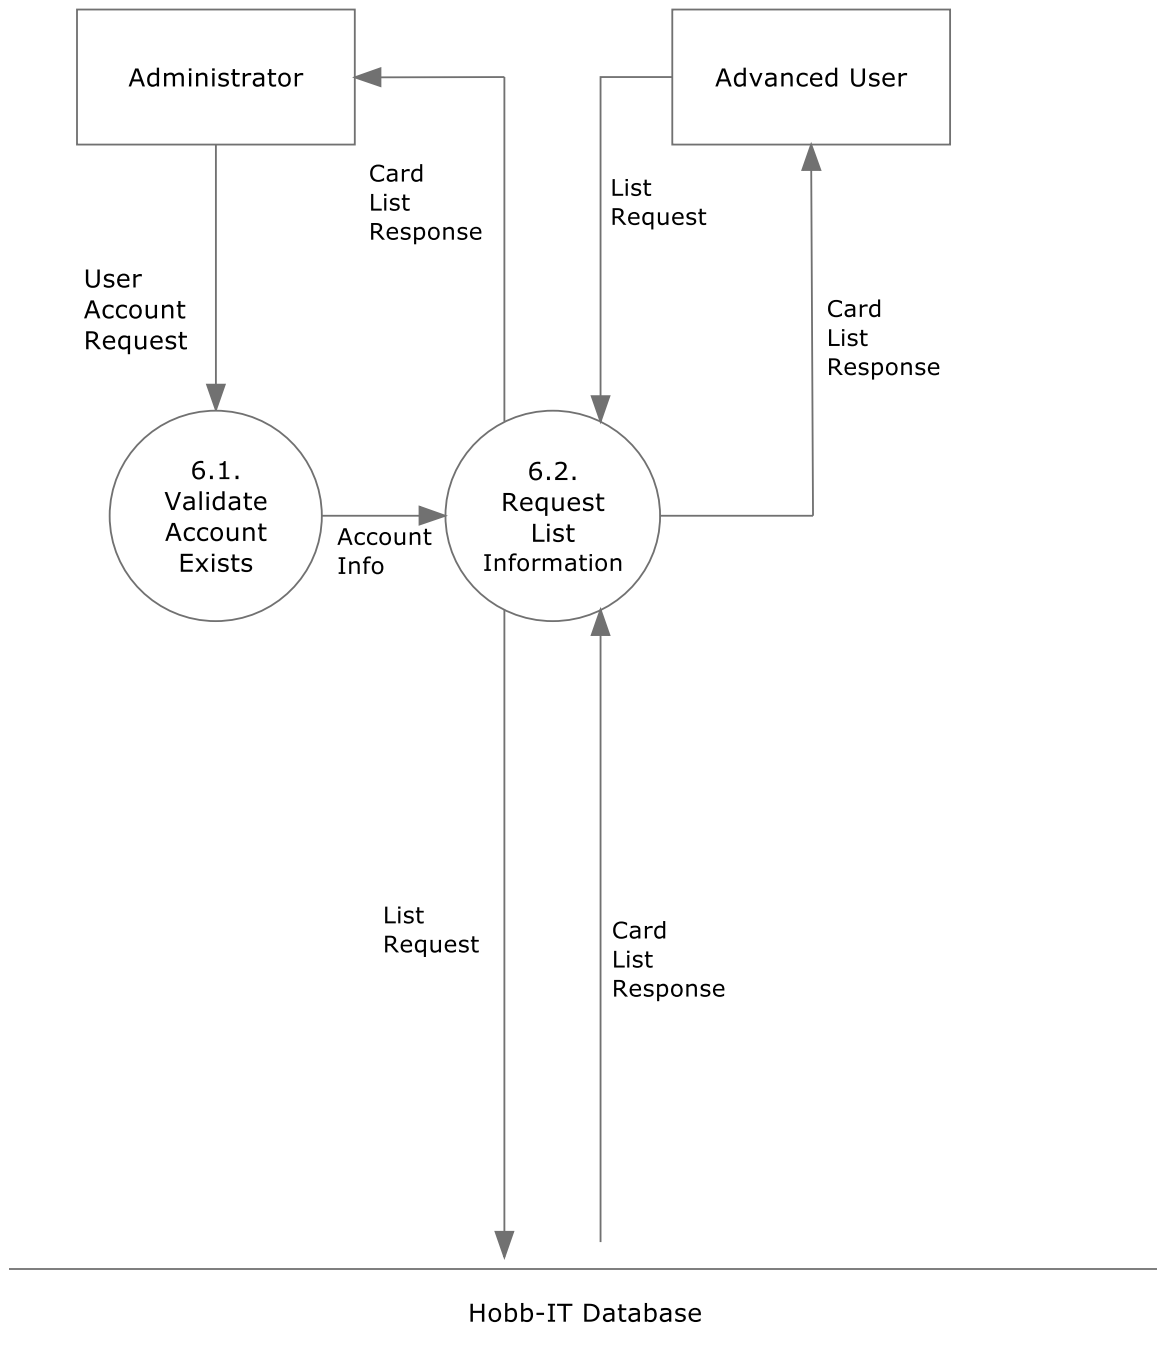 Administrator
Advanced User
Card
List
Response
List
Request
User
Account
Request
Card
List
Response
6.1.
Validate
Account
Exists
Account
Info
6.2.
Request
List
Information
List
Request
Card
List
Response
Hobb-IT Database